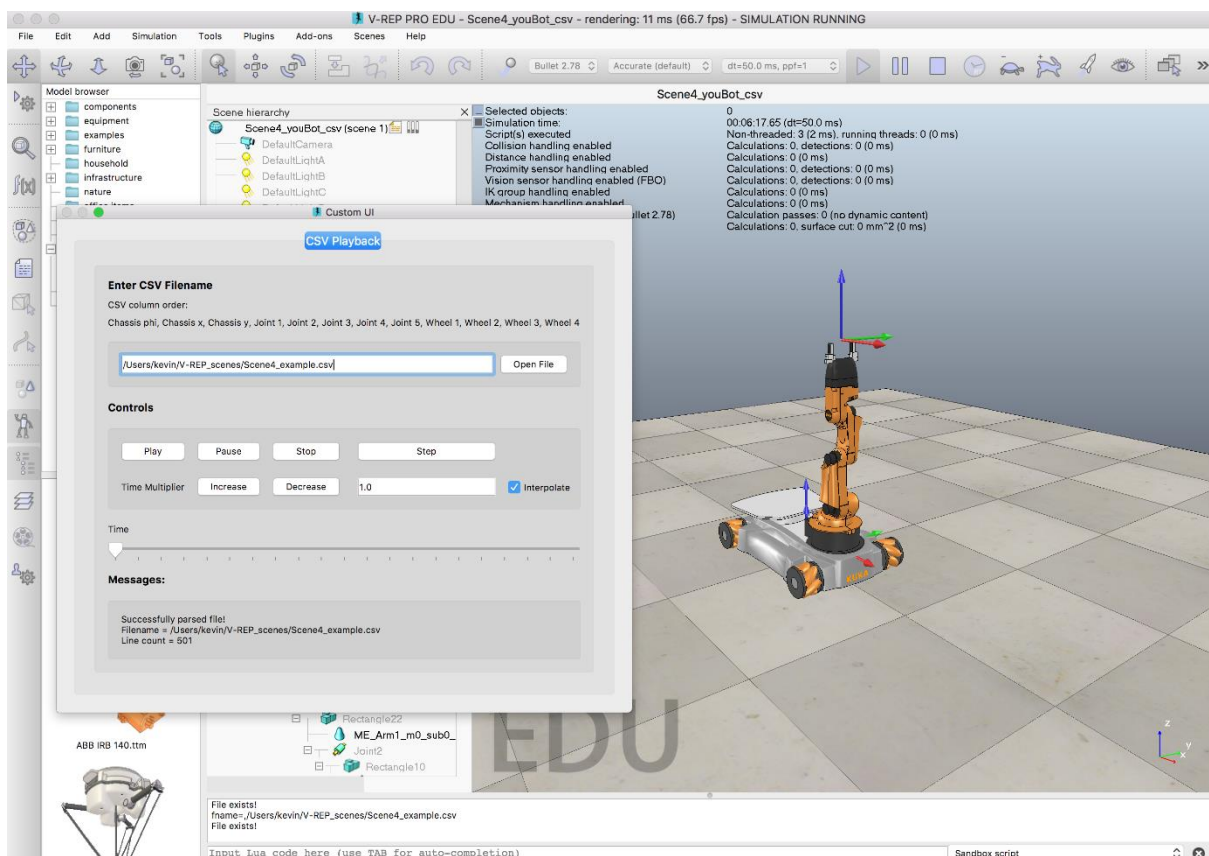 V-REP PRO EDU - Scene4_youBot_csv - rendering: 11 ms (66.7 fps) - SIMULATION RUNNING
File Edit Add Simulation Tools Plugins Add-ons Scenes Help
Bullet 2.78 Accurate (default) dt=50.0 ms, ppf=1
Scene4_youBot_csv
Model browser
components
equipment
examples
furniture
household
infrastructure
nature
Scene hierarchy
Scene4_youBot_csv (scene 1)
DefaultCamera
DefaultLightA
DefaultLightB
DefaultLightC
Selected objects: 0
Simulation time: 00:06:17.65 (dt=50.0 ms)
Script(s) executed Non-threaded: 3 (2 ms), running threads: 0 (0 ms)
Collision handling enabled Calculations: 0, detections: 0 (0 ms)
Distance handling enabled Calculations: 0 (0 ms)
Proximity sensor handling enabled Calculations: 0, detections: 0 (0 ms)
Vision sensor handling enabled (FBO) Calculations: 0, detections: 0 (0 ms)
IK group handling enabled Calculations: 0 (0 ms)
Mechanism handling enabled Calculations: 0 (0 ms)
ullet 2.78) Calculation passes: 0 (no dynamic content)
Calculations: 0, surface cut: 0 mm^2 (0 ms)
Custom UI
CSV Playback
Enter CSV Filename
CSV column order:
Chassis phi, Chassis x, Chassis y, Joint 1, Joint 2, Joint 3, Joint 4, Joint 5, Wheel 1, Wheel 2, Wheel 3, Wheel 4
/Users/kevin/V-REP_scenes/Scene4_example.csv Open File
Controls
Play Pause Stop Step
Time Multiplier Increase Decrease 1.0 Interpolate
Time
Messages:
Successfully parsed file!
Filename = /Users/kevin/V-REP_scenes/Scene4_example.csv
Line count = 501
KUKA
EDU
z
y
x
ABB IRB 140.ttm
Rectangle22
ME_Arm1_m0_sub0_
Joint2
Rectangle10
File exists!
fname=,/Users/kevin/V-REP_scenes/Scene4_example.csv
File exists!
Input Lua code here (use TAB for auto-completion) Sandbox script